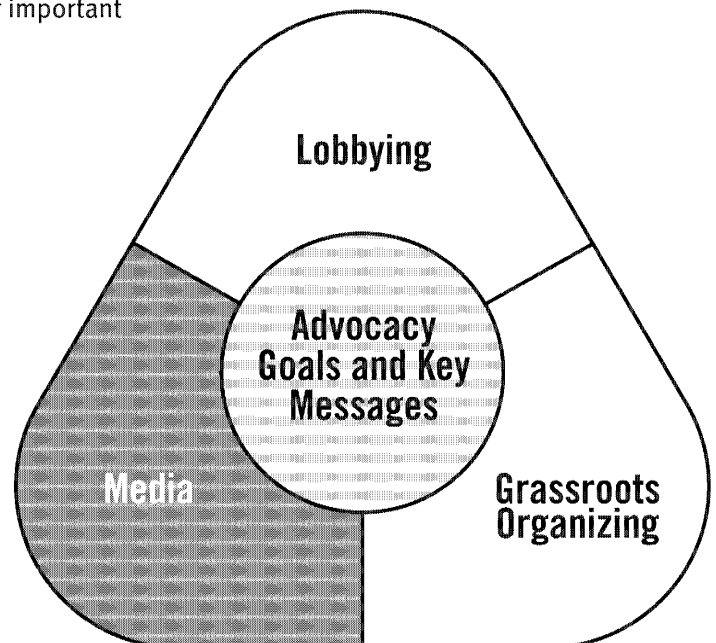 important
Lobbying
Advocacy
Goals and Key
Messages
Media
Grassroots
Organizing